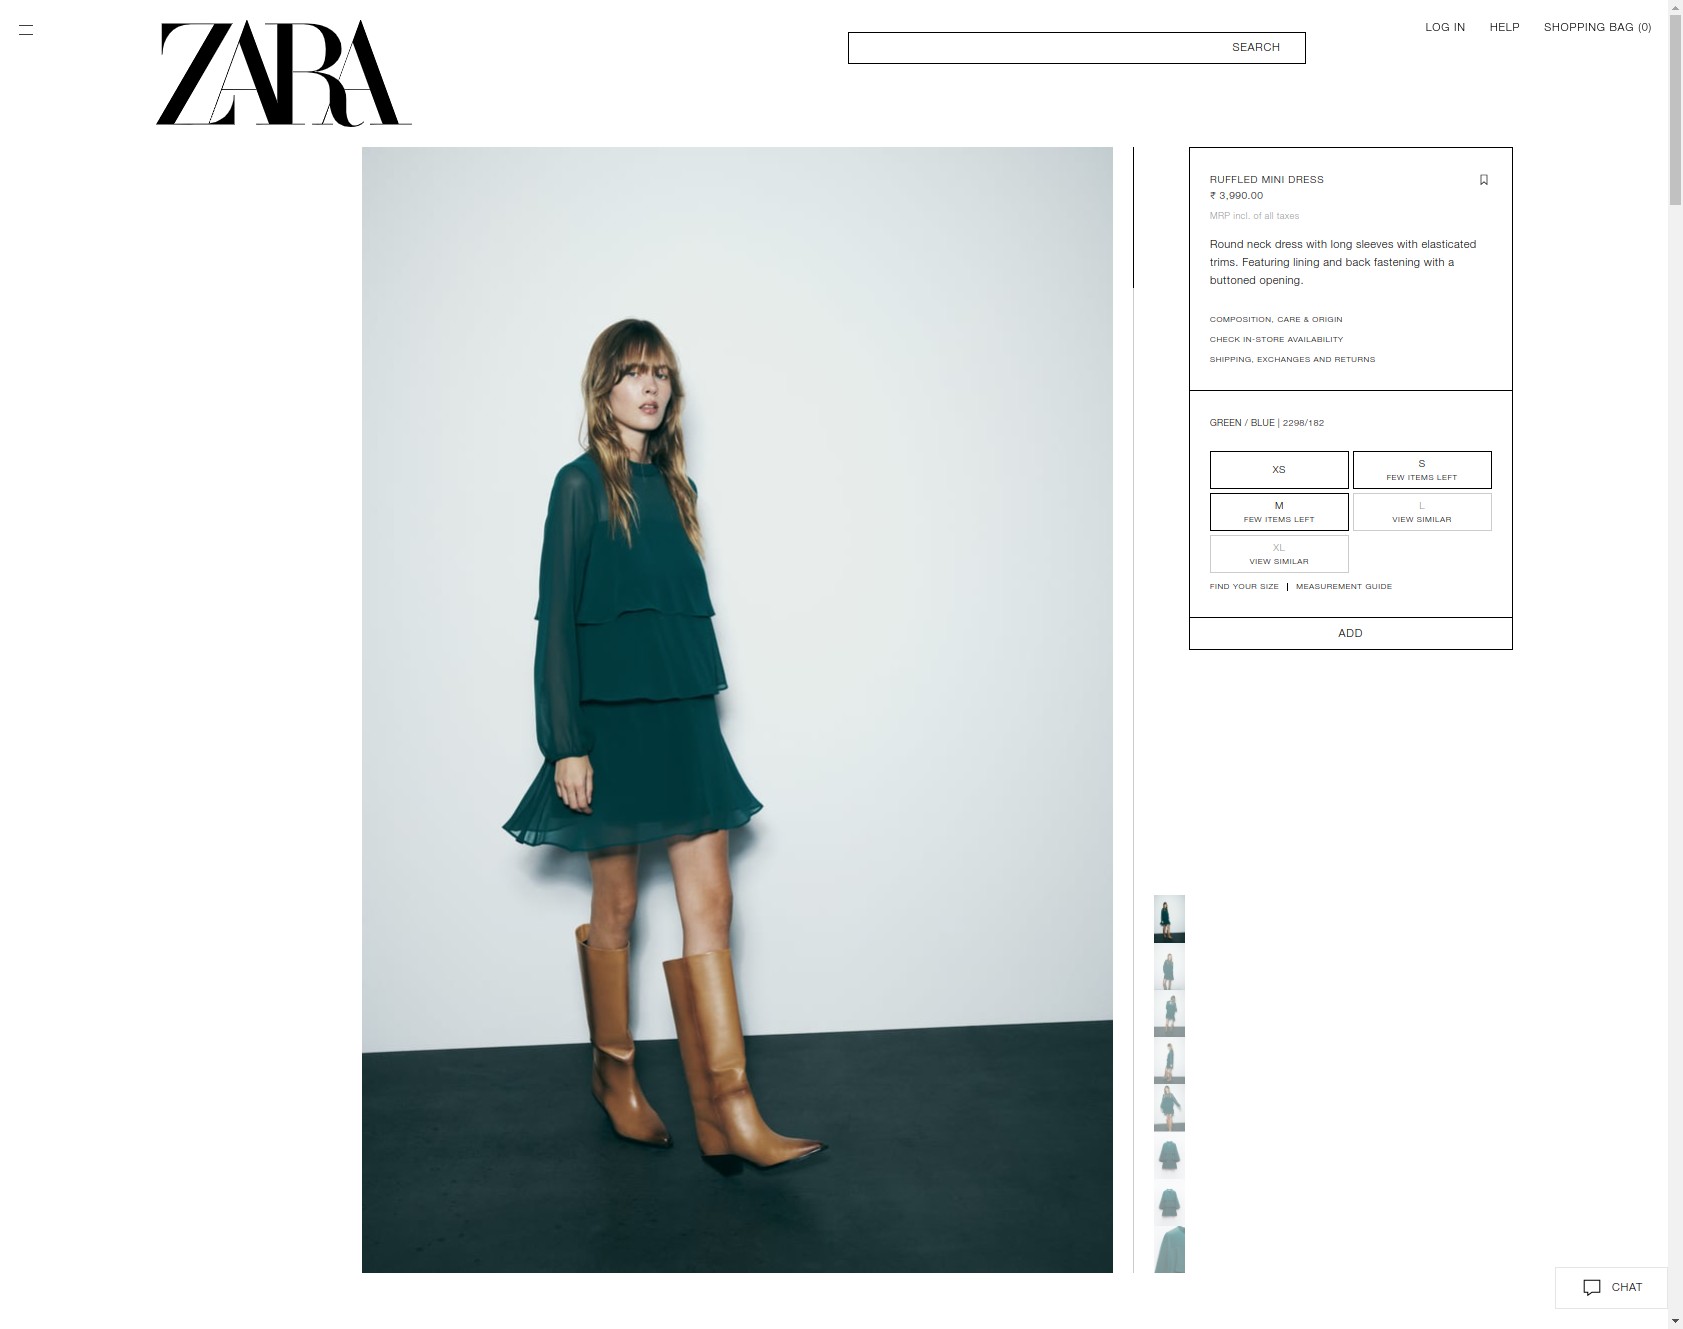 ZARA
SEARCH
LOG IN
HELP
SHOPPING BAG (0)
RUFFLED MINI DRESS
₹ 3,990.00
MRP incl. of all taxes
Round neck dress with long sleeves with elasticated
trims. Featuring lining and back fastening with a
buttoned opening.
COMPOSITION, CARE & ORIGIN
CHECK IN-STORE AVAILABILITY
SHIPPING, EXCHANGES AND RETURNS
GREEN / BLUE | 2298/182
XS
S
FEW ITEMS LEFT
M
FEW ITEMS LEFT
L
VIEW SIMILAR
XL
VIEW SIMILAR
FIND YOUR SIZE | MEASUREMENT GUIDE
ADD
CHAT